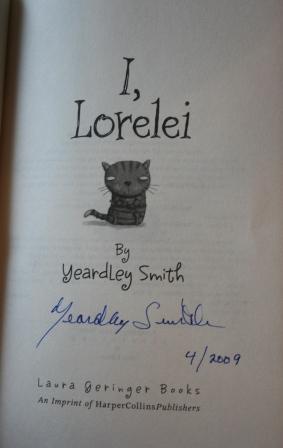 I,
Lorelei
By
Yeardley Smith
Yeardley Smith
4/2009
Laura Geringer Books
An Imprint of HarperCollinsPublishers